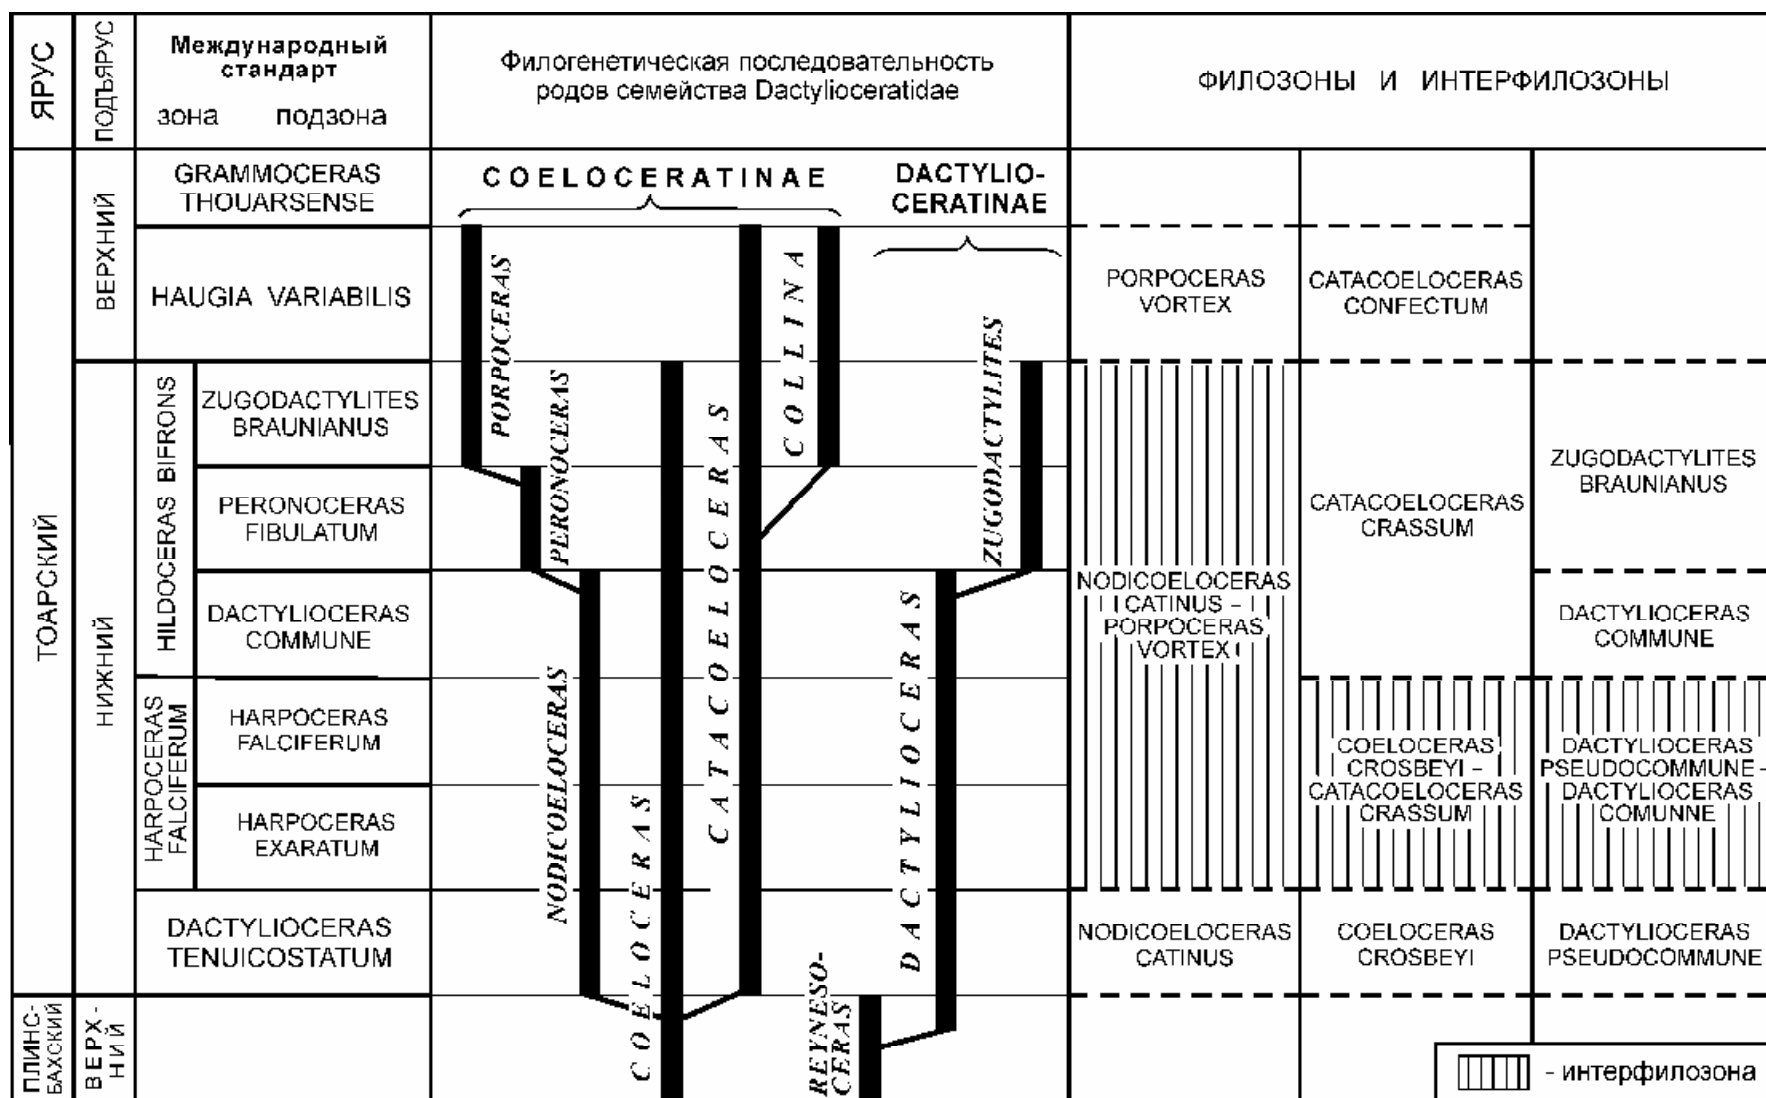 ЯРУС
ПОДЪЯРУС
Международный
стандарт
зона подзона
Филогенетическая последовательность
родов семейства Dactylioceratidae
ФИЛОЗОНЫ И ИНТЕРФИЛОЗОНЫ
ТОАРСКИЙ
ПЛИНС-
БАХСКИЙ
ВЕРХНИЙ
НИЖНИЙ
ВЕРХ-
НИЙ
GRAMMOCERAS
THOUARSENSE
HAUGIA VARIABILIS
HILDOCERAS BIFRONS
ZUGODACTYLITES
BRAUNIANUS
PERONOCERAS
FIBULATUM
DACTYLIOCERAS
COMMUNE
HARPOCERAS
FALCIFERUM
HARPOCERAS
FALCIFERUM
HARPOCERAS
EXARATUM
DACTYLIOCERAS
TENUICOSTATUM
COELOCERATINAE
DACTYLIO-
CERATINAE
PORPOCERAS
PERONOCERAS
NODICOELOCERAS
COELOCERAS
CATACOELOCERAS
COLLINA
REYNESO-
CERAS
DACTYLIOCERAS
ZUGODACTYLITES
PORPOCERAS
VORTEX
NODICOELOCERAS
CATINUS –
PORPOCERAS
VORTEX
NODICOELOCERAS
CATINUS
CATACOELOCERAS
CONFECTUM
CATACOELOCERAS
CRASSUM
COELOCERAS
CROSBEYI –
CATACOELOCERAS
CRASSUM
COELOCERAS
CROSBEYI
ZUGODACTYLITES
BRAUNIANUS
DACTYLIOCERAS
COMMUNE
DACTYLIOCERAS
PSEUDOCOMMUNE –
DACTYLIOCERAS
COMUNNE
DACTYLIOCERAS
PSEUDOCOMMUNE
- интерфилозона